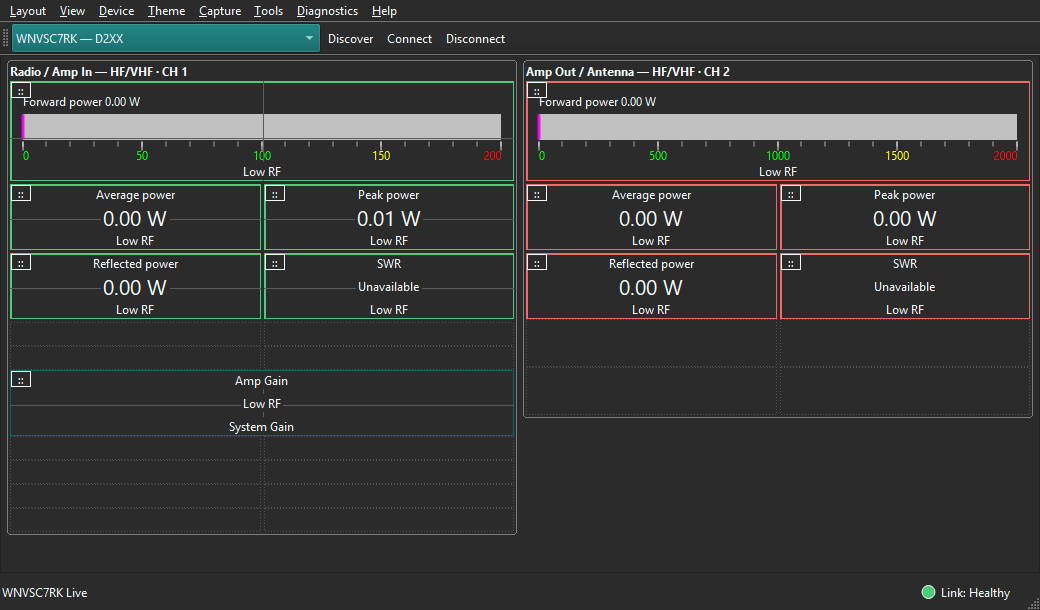 Layout View Device Theme Capture Tools Diagnostics Help
WNVSC7RK — D2XX Discover Connect Disconnect
Radio / Amp In — HF/VHF · CH 1
::
Forward power 0.00 W
0 50 100 150 200
Low RF
:: Average power
0.00 W
Low RF
:: Peak power
0.01 W
Low RF
:: Reflected power
0.00 W
Low RF
:: SWR
Unavailable
Low RF
:: Amp Gain
Low RF
System Gain
Amp Out / Antenna — HF/VHF · CH 2
::
Forward power 0.00 W
0 500 1000 1500 2000
Low RF
:: Average power
0.00 W
Low RF
:: Peak power
0.00 W
Low RF
:: Reflected power
0.00 W
Low RF
:: SWR
Unavailable
Low RF
WNVSC7RK Live
Link: Healthy